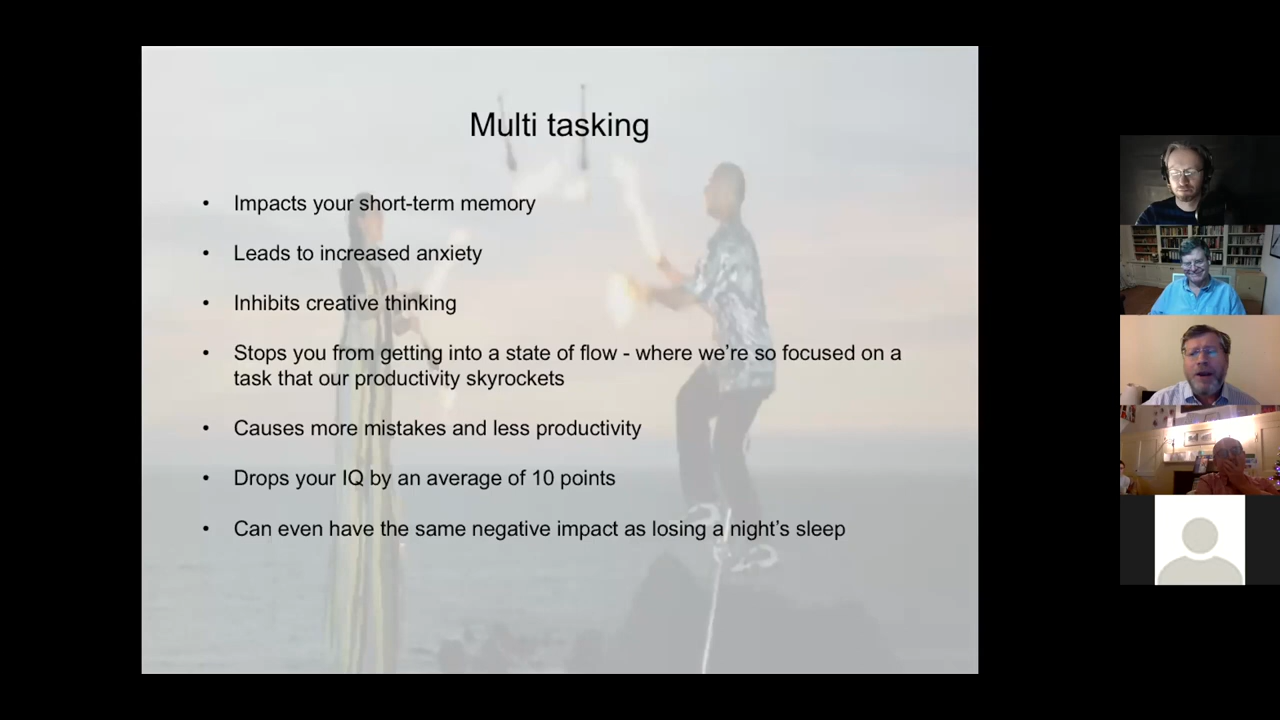 Multi tasking
• Impacts your short-term memory
• Leads to increased anxiety
• Inhibits creative thinking
• Stops you from getting into a state of flow - where we’re so focused on a
task that our productivity skyrockets
• Causes more mistakes and less productivity
• Drops your IQ by an average of 10 points
• Can even have the same negative impact as losing a night’s sleep